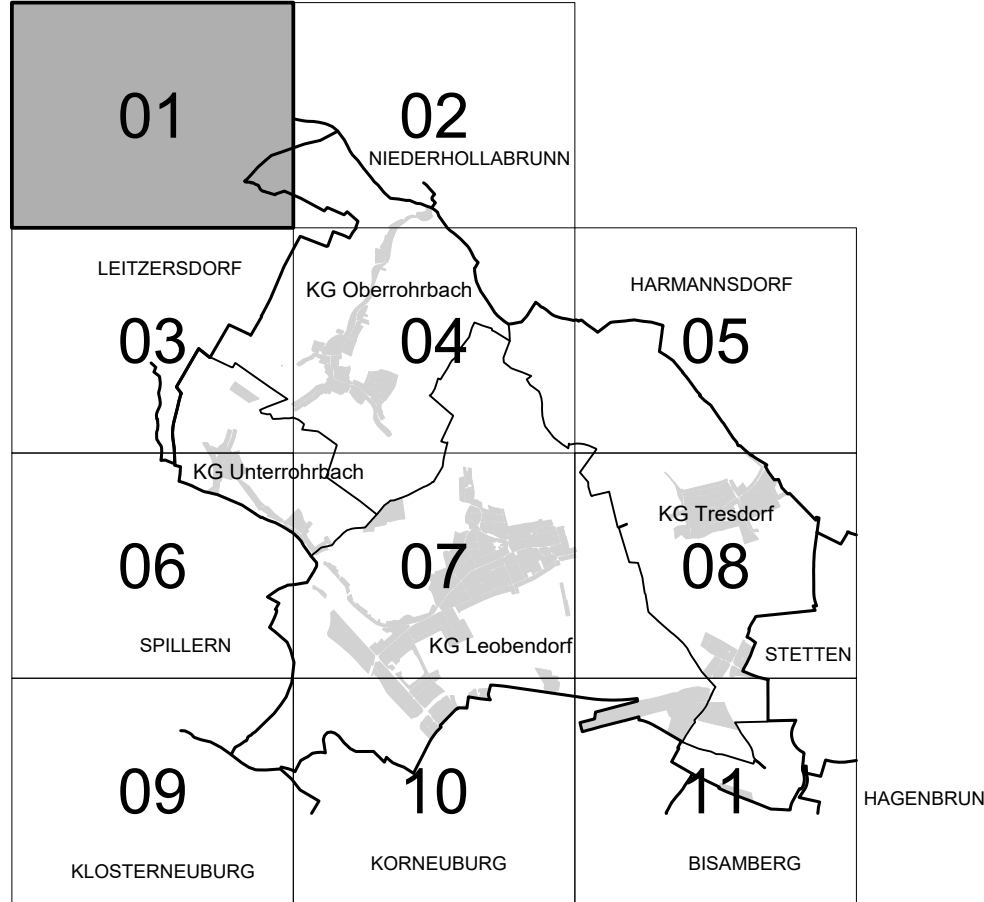 01
02
NIEDERHOLLABRUNN
LEITZERSDORF
KG Oberrohrbach
HARMANNSDORF
03
04
05
KG Unterrohrbach
KG Tresdorf
06
07
08
SPILLERN
KG Leobendorf
STETTEN
09
10
11
HAGENBRUN
KLOSTERNEUBURG
KORNEUBURG
BISAMBERG